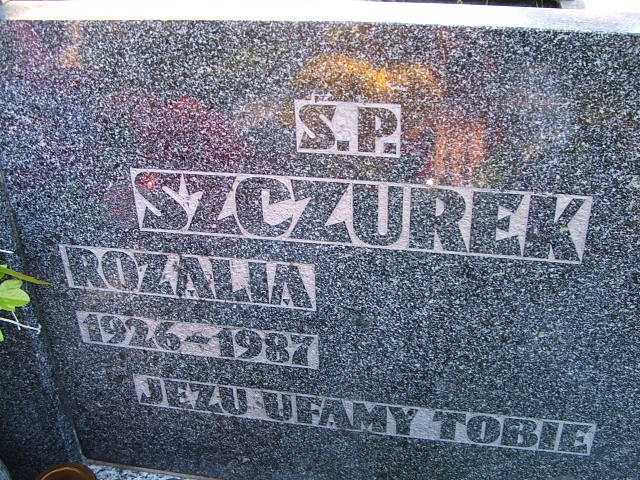 Ś.P.
SZCZUREK
ROZALIA
1926-1987
JEZU UFAMY TOBIE